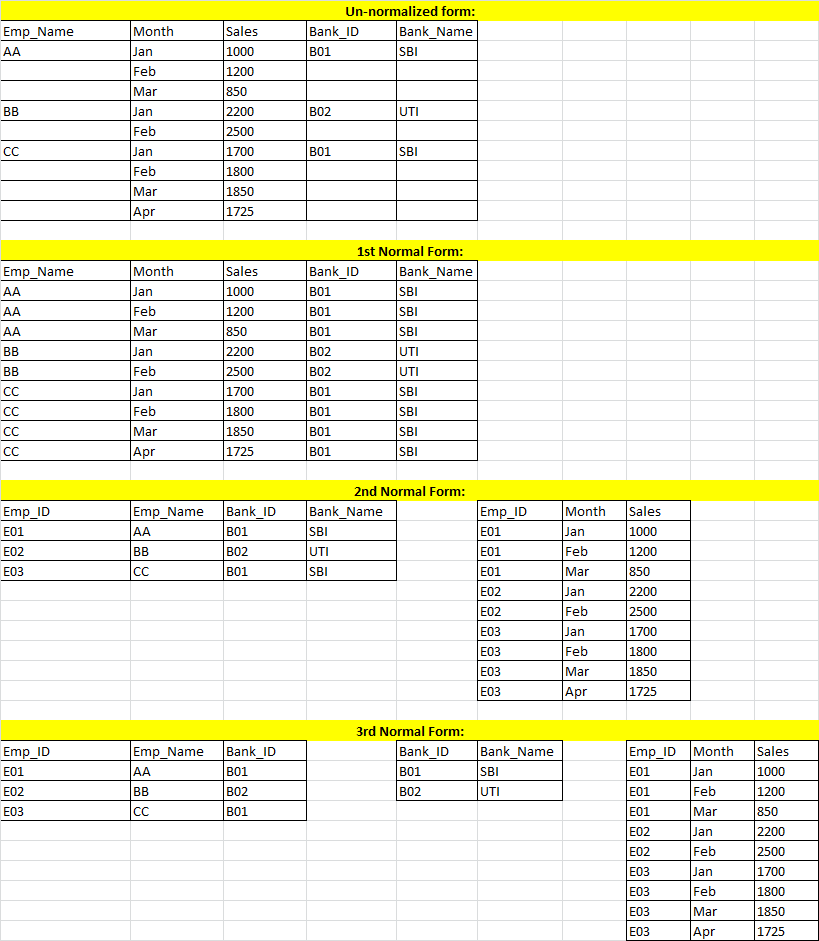 Un-normalized form:
Emp_Name Month Sales Bank_ID Bank_Name
AA Jan 1000 B01 SBI
Feb 1200
Mar 850
BB Jan 2200 B02 UTI
Feb 2500
CC Jan 1700 B01 SBI
Feb 1800
Mar 1850
Apr 1725
1st Normal Form:
Emp_Name Month Sales Bank_ID Bank_Name
AA Jan 1000 B01 SBI
AA Feb 1200 B01 SBI
AA Mar 850 B01 SBI
BB Jan 2200 B02 UTI
BB Feb 2500 B02 UTI
CC Jan 1700 B01 SBI
CC Feb 1800 B01 SBI
CC Mar 1850 B01 SBI
CC Apr 1725 B01 SBI
2nd Normal Form:
Emp_ID Emp_Name Bank_ID Bank_Name Emp_ID Month Sales
E01 AA B01 SBI E01 Jan 1000
E02 BB B02 UTI E01 Feb 1200
E03 CC B01 SBI E01 Mar 850
E02 Jan 2200
E02 Feb 2500
E03 Jan 1700
E03 Feb 1800
E03 Mar 1850
E03 Apr 1725
3rd Normal Form:
Emp_ID Emp_Name Bank_ID Bank_ID Bank_Name Emp_ID Month Sales
E01 AA B01 B01 SBI E01 Jan 1000
E02 BB B02 B02 UTI E01 Feb 1200
E03 CC B01 E01 Mar 850
E02 Jan 2200
E02 Feb 2500
E03 Jan 1700
E03 Feb 1800
E03 Mar 1850
E03 Apr 1725